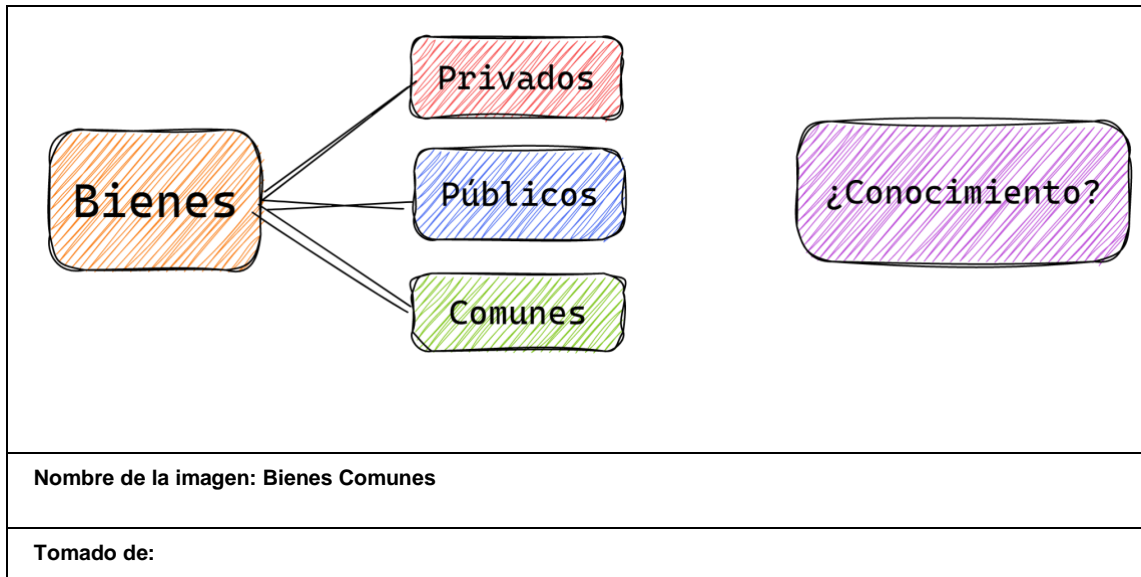 Privados
Bienes
Públicos
¿Conocimiento?
Comunes
Nombre de la imagen: Bienes Comunes
Tomado de: